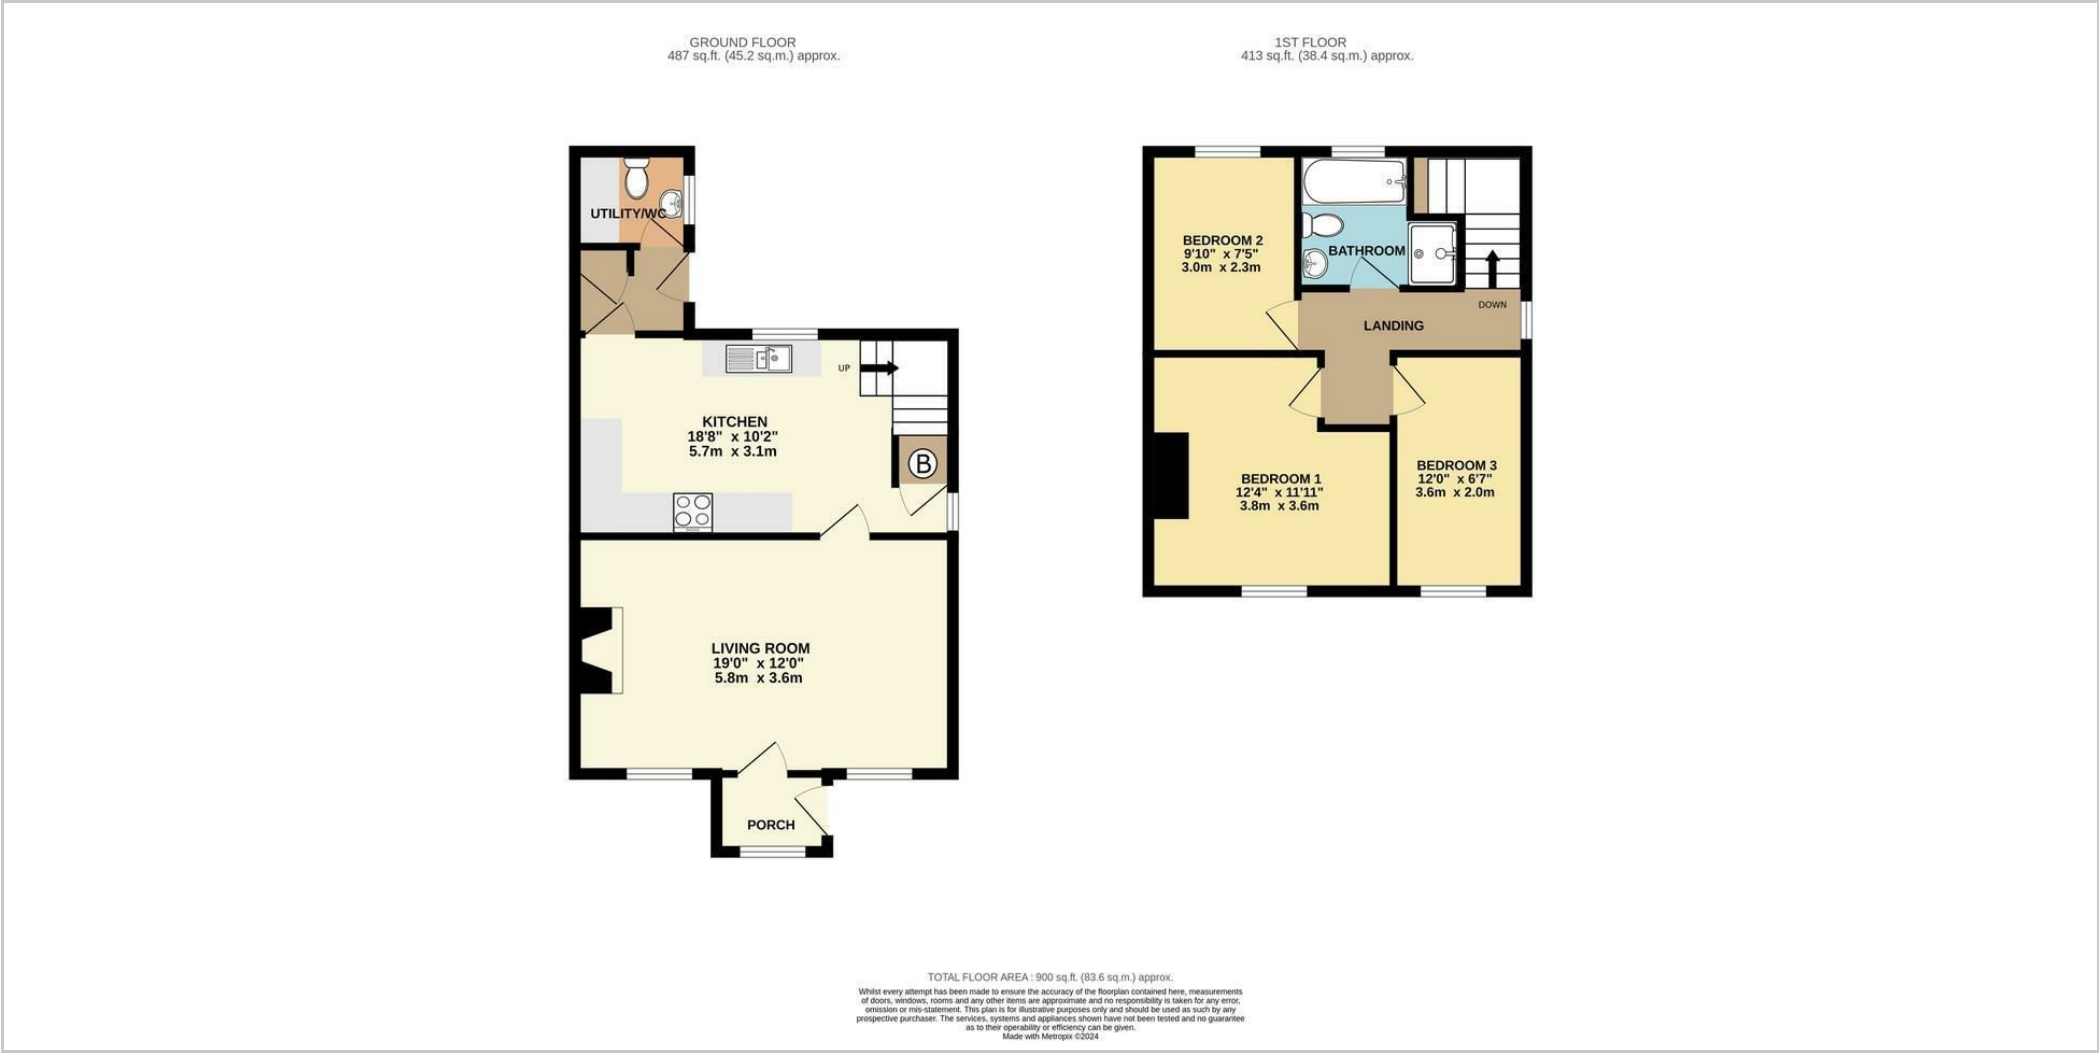 GROUND FLOOR
487 sq.ft. (45.2 sq.m.) approx.
1ST FLOOR
413 sq.ft. (38.4 sq.m.) approx.
UTILITY/WC
UP
KITCHEN
18'8" x 10'2"
5.7m x 3.1m
B
LIVING ROOM
19'0" x 12'0"
5.8m x 3.6m
PORCH
BEDROOM 2
9'10" x 7'5"
3.0m x 2.3m
BATHROOM
DOWN
LANDING
BEDROOM 1
12'4" x 11'11"
3.8m x 3.6m
BEDROOM 3
12'0" x 6'7"
3.6m x 2.0m
TOTAL FLOOR AREA : 900 sq.ft. (83.6 sq.m.) approx.
Whilst every attempt has been made to ensure the accuracy of the floorplan contained here, measurements
of doors, windows, rooms and any other items are approximate and no responsibility is taken for any error,
omission or mis-statement. This plan is for illustrative purposes only and should be used as such by any
prospective purchaser. The services, systems and appliances shown have not been tested and no guarantee
as to their operability or efficiency can be given.
Made with Metropix ©2024